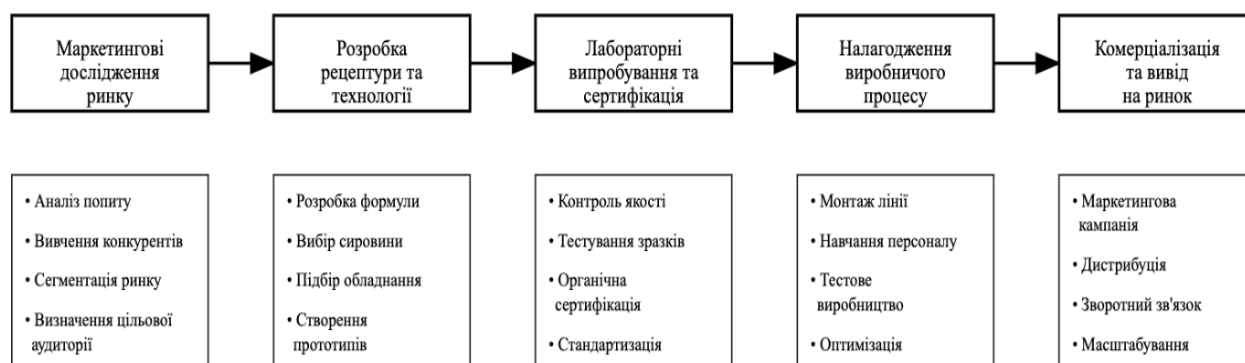 Маркетингові
дослідження
ринку
Розробка
рецептури та
технології
Лабораторні
випробування та
сертифікація
Налагодження
виробничого
процесу
Комерціалізація
та вивід
на ринок
• Аналіз попиту
• Вивчення конкурентів
• Сегментація ринку
• Визначення цільової
аудиторії
• Розробка формули
• Вибір сировини
• Підбір обладнання
• Створення
прототипів
• Контроль якості
• Тестування зразків
• Органічна
сертифікація
• Стандартизація
• Монтаж лінії
• Навчання персоналу
• Тестове
виробництво
• Оптимізація
• Маркетингова
кампанія
• Дистрибуція
• Зворотний зв'язок
• Масштабування